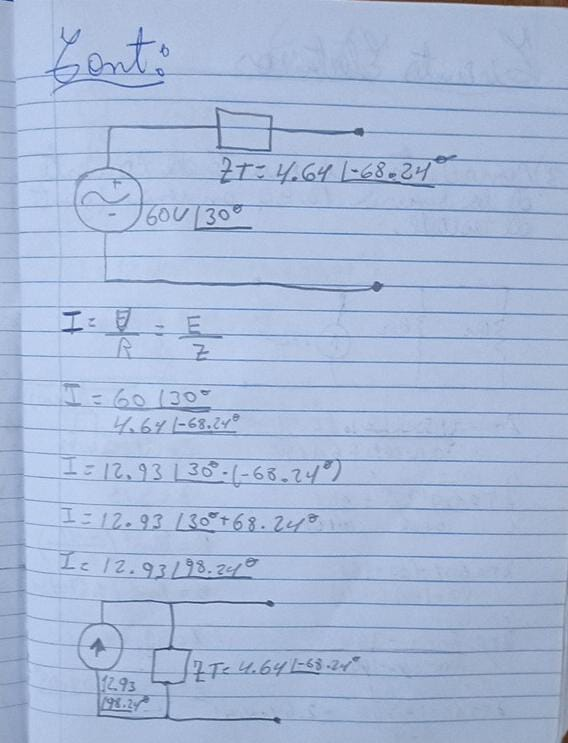 Cont:
+
-
ZT = 4.64 ∠-68.24°
60V ∠30°
I = V/R = E/Z
I = 60 ∠30° / 4.64 ∠-68.24°
I = 12.93 ∠30°-(-68.24°)
I = 12.93 ∠30°+68.24°
I = 12.93 ∠98.24°
ZT = 4.64 ∠-68.24°
12.93
∠98.24°